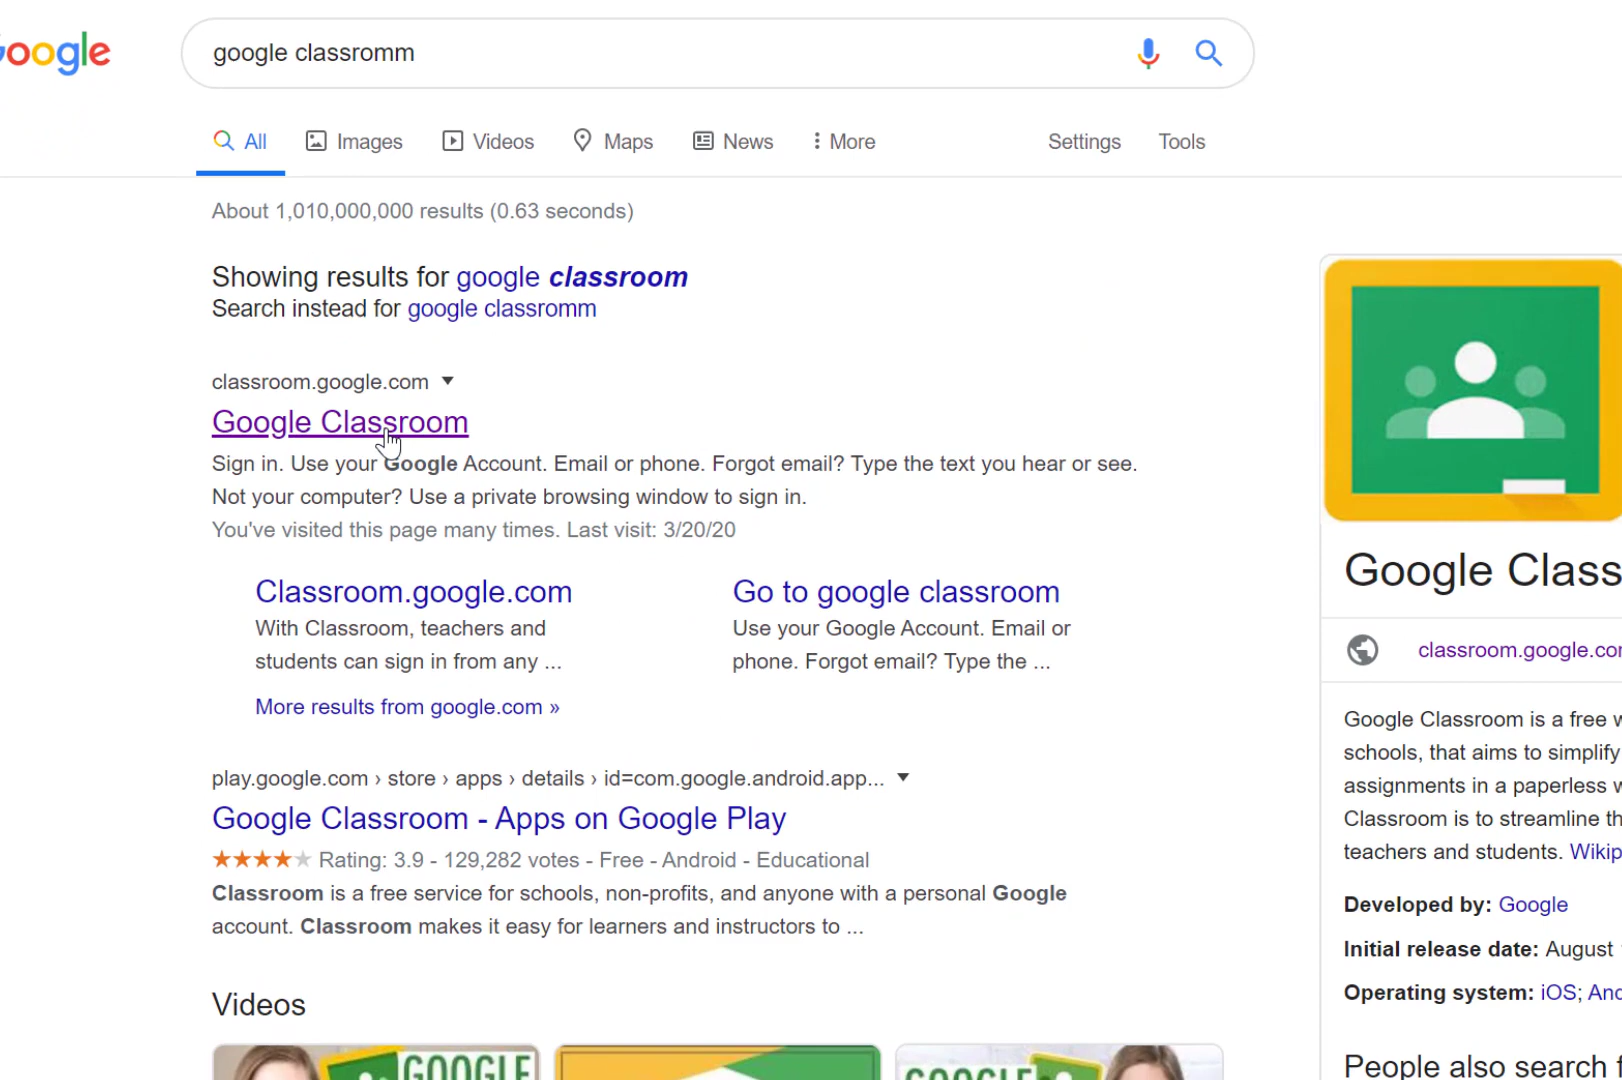 Google
google classromm
All Images Videos Maps News More Settings Tools
About 1,010,000,000 results (0.63 seconds)
Showing results for google classroom
Search instead for google classromm
classroom.google.com
Google Classroom
Sign in. Use your Google Account. Email or phone. Forgot email? Type the text you hear or see.
Not your computer? Use a private browsing window to sign in.
You've visited this page many times. Last visit: 3/20/20
Classroom.google.com
With Classroom, teachers and
students can sign in from any ...
Go to google classroom
Use your Google Account. Email or
phone. Forgot email? Type the ...
More results from google.com »
play.google.com › store › apps › details › id=com.google.android.app...
Google Classroom - Apps on Google Play
Rating: 3.9 - 129,282 votes - Free - Android - Educational
Classroom is a free service for schools, non-profits, and anyone with a personal Google
account. Classroom makes it easy for learners and instructors to ...
Videos
GOOGLE
GOOGLE
Google Class
classroom.google.co
Google Classroom is a free
schools, that aims to simplify
assignments in a paperless
Classroom is to streamline
teachers and students. Wikip
Developed by: Google
Initial release date: August
Operating system: iOS; And
People also search